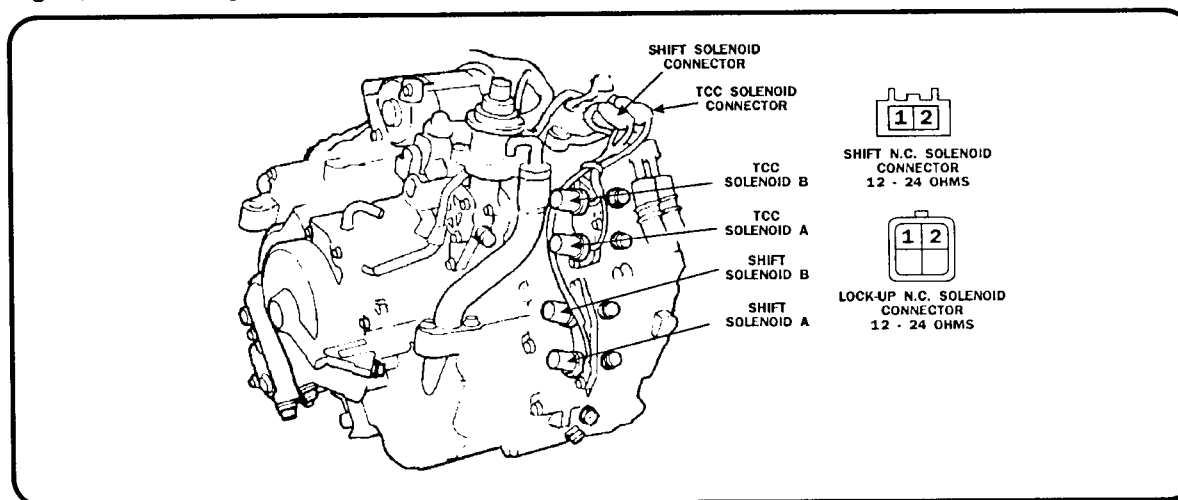 SHIFT SOLENOID
CONNECTOR
TCC SOLENOID
CONNECTOR
TCC
SOLENOID B
TCC
SOLENOID A
SHIFT
SOLENOID B
SHIFT
SOLENOID A
1 2
SHIFT N.C. SOLENOID
CONNECTOR
12 - 24 OHMS
1 2
LOCK-UP N.C. SOLENOID
CONNECTOR
12 - 24 OHMS